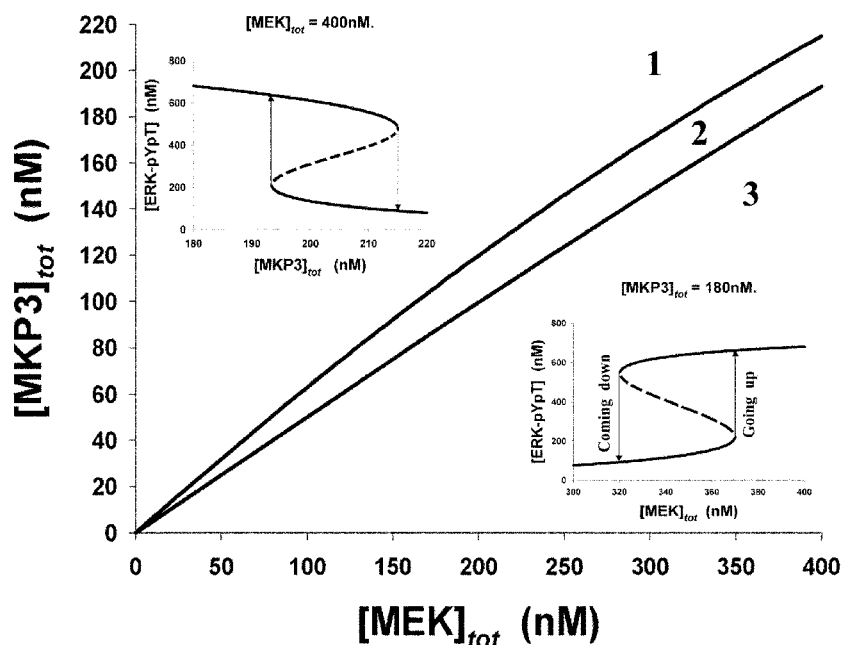 [MKP3]tot (nM)
220
200
180
160
140
120
100
80
60
40
20
0
0 50 100 150 200 250 300 350 400
[MEK]tot (nM)
1
2
3
[MEK]tot = 400nM.
[ERK-pYpT] (nM)
800
600
400
200
0
180 190 200 210 220
[MKP3]tot (nM)
[MKP3]tot = 180nM.
[ERK-pYpT] (nM)
800
600
400
200
0
Coming down
Going up
300 320 340 360 380 400
[MEK]tot (nM)